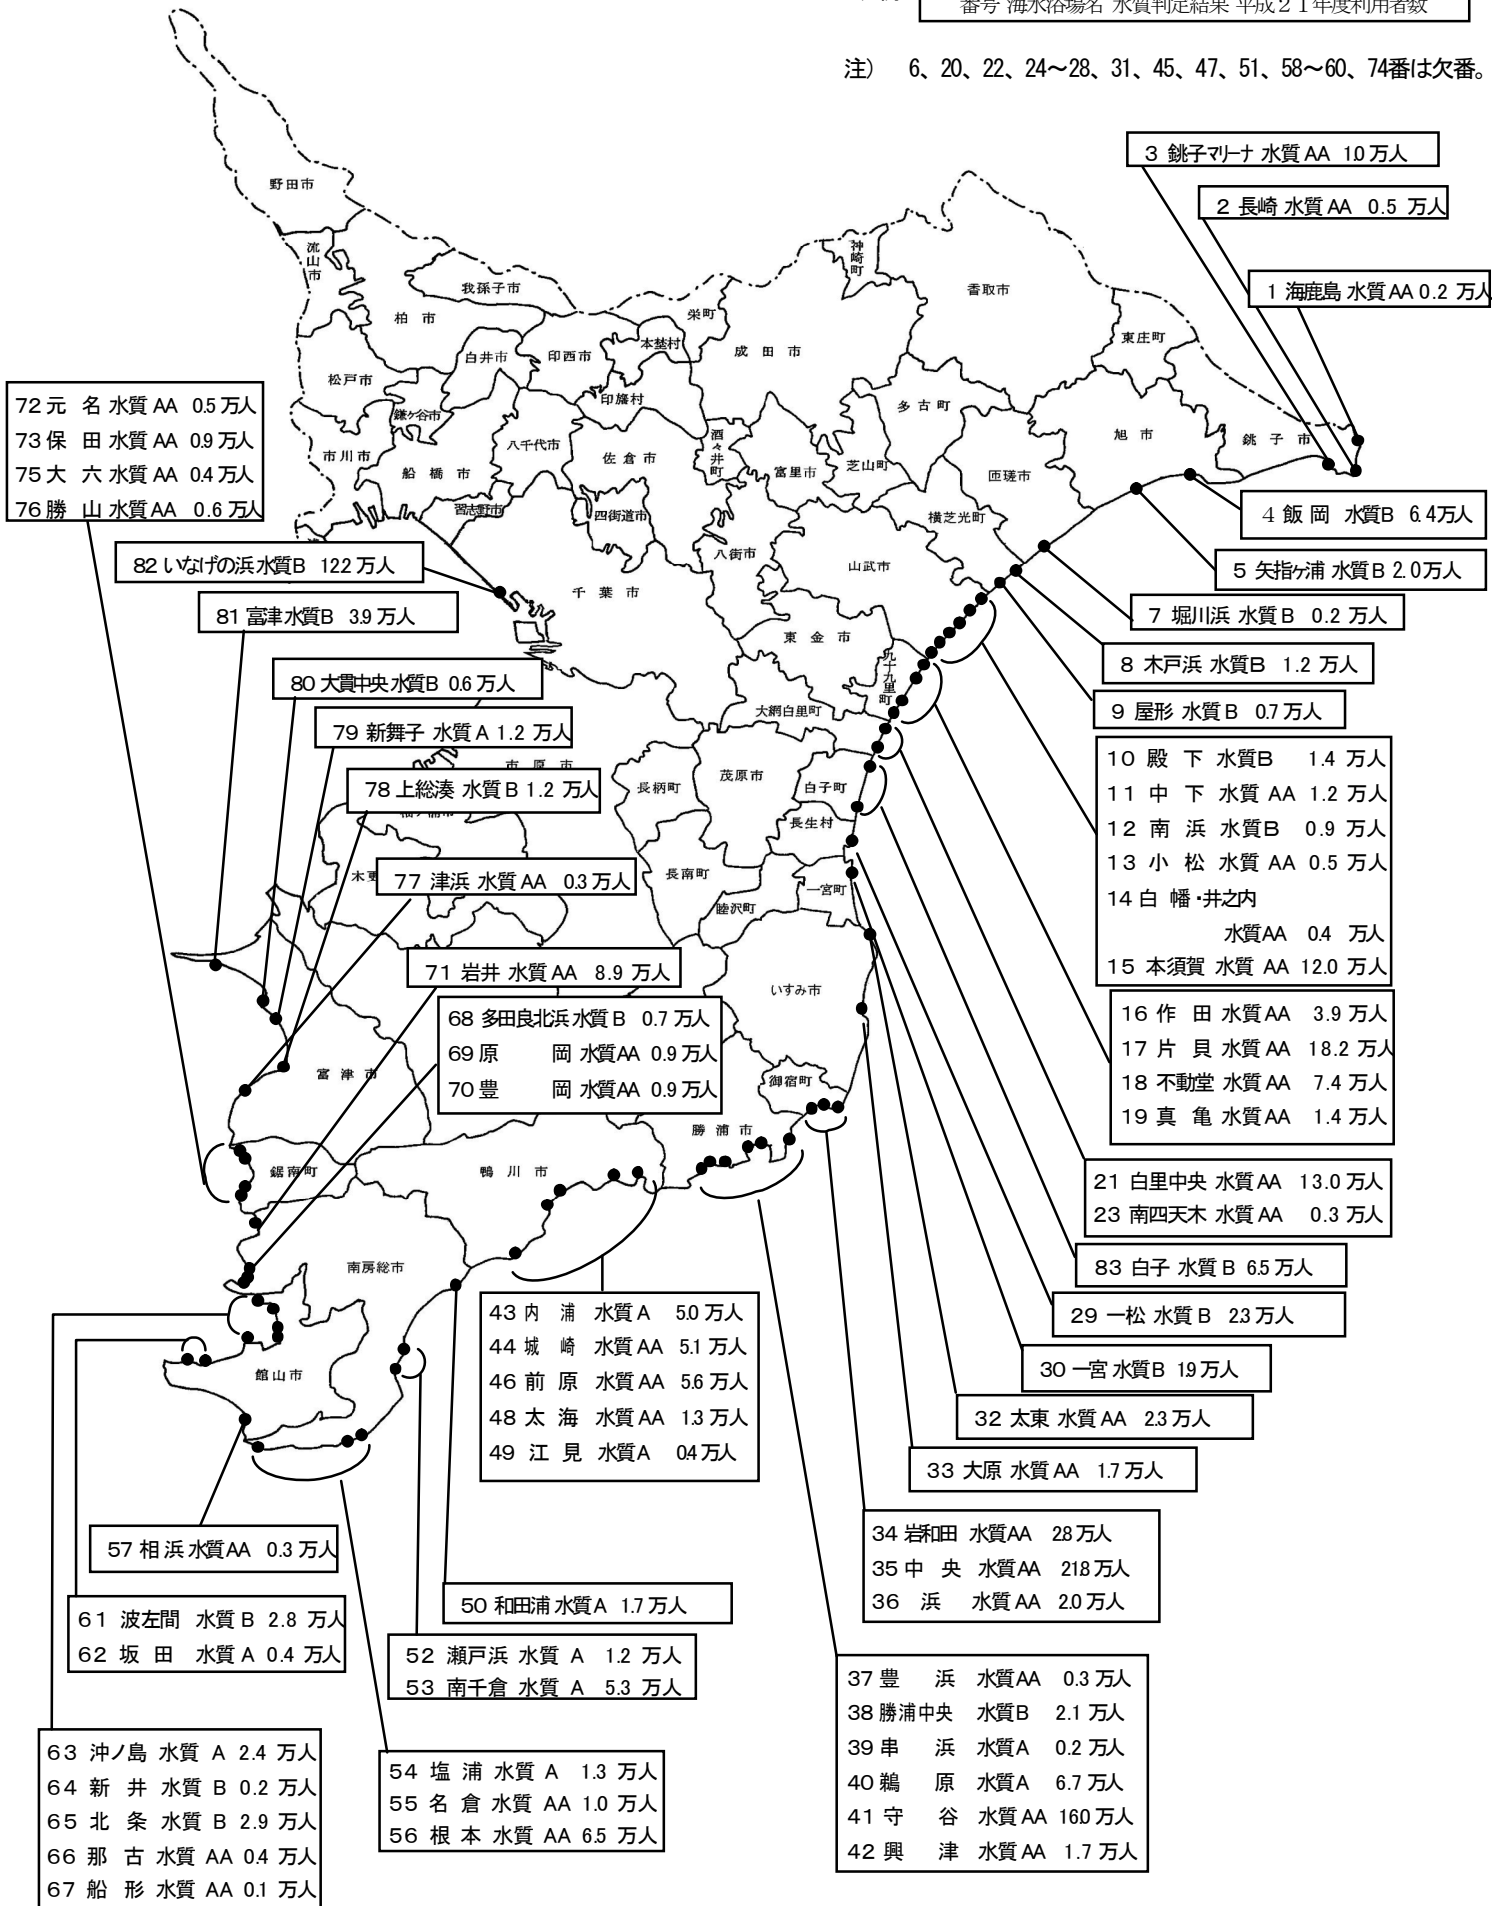 番号 海水浴場名 水質判定結果 平成２１年度利用者数
注） 6、20、22、24～28、31、45、47、51、58～60、74番は欠番。
3 銚子マリーナ 水質 AA 1.0 万人
2 長崎 水質 AA 0.5 万人
1 海鹿島 水質 AA 0.2 万人
野田市
流山市
我孫子市
柏市
神崎町
香取市
栄町
東庄町
本埜村
成田市
白井市
印西市
松戸市
印旛村
多古町
鎌ケ谷市
旭市
銚子市
八千代市
酒々井町
市川市
船橋市
佐倉市
富里市
芝山町
匝瑳市
習志野市
四街道市
横芝光町
八街市
山武市
千葉市
東金市
九十九里町
大網白里町
市原市
茂原市
長柄町
白子町
長生村
長南町
一宮町
睦沢町
いすみ市
富津市
御宿町
勝浦市
鋸南町
鴨川市
南房総市
館山市
72 元 名 水質 AA 0.5 万人
73 保 田 水質 AA 0.9 万人
75 大 六 水質 AA 0.4 万人
76 勝 山 水質 AA 0.6 万人
82 いなげの浜 水質B 12.2 万人
81 富津 水質B 3.9 万人
80 大貫中央 水質B 0.6 万人
79 新舞子 水質 A 1.2 万人
78 上総湊 水質 B 1.2 万人
77 津浜 水質 AA 0.3 万人
71 岩井 水質 AA 8.9 万人
68 多田良北浜 水質 B 0.7 万人
69 原 岡 水質 AA 0.9 万人
70 豊 岡 水質 AA 0.9 万人
4 飯 岡 水質B 6.4万人
5 矢指ヶ浦 水質 B 2.0万人
7 堀川浜 水質 B 0.2 万人
8 木戸浜 水質B 1.2 万人
9 屋形 水質 B 0.7 万人
10 殿 下 水質B 1.4 万人
11 中 下 水質 AA 1.2 万人
12 南 浜 水質B 0.9 万人
13 小 松 水質 AA 0.5 万人
14 白 幡・井之内
水質AA 0.4 万人
15 本須賀 水質 AA 12.0 万人
16 作 田 水質 AA 3.9 万人
17 片 貝 水質 AA 18.2 万人
18 不動堂 水質 AA 7.4 万人
19 真 亀 水質 AA 1.4 万人
21 白里中央 水質 AA 13.0 万人
23 南四天木 水質 AA 0.3 万人
83 白子 水質 B 6.5 万人
29 一松 水質 B 2.3 万人
30 一宮 水質B 1.9 万人
32 太東 水質 AA 2.3 万人
33 大原 水質 AA 1.7 万人
34 岩和田 水質AA 2.8 万人
35 中 央 水質AA 21.8 万人
36 浜 水質 AA 2.0 万人
43 内 浦 水質 A 5.0 万人
44 城 崎 水質 AA 5.1 万人
46 前 原 水質 AA 5.6 万人
48 太 海 水質 AA 1.3 万人
49 江 見 水質A 0.4 万人
50 和田浦 水質 A 1.7 万人
52 瀬戸浜 水質 A 1.2 万人
53 南千倉 水質 A 5.3 万人
57 相 浜 水質 AA 0.3 万人
61 波左間 水質 B 2.8 万人
62 坂 田 水質 A 0.4 万人
63 沖ノ島 水質 A 2.4 万人
64 新 井 水質 B 0.2 万人
65 北 条 水質 B 2.9 万人
66 那 古 水質 AA 0.4 万人
67 船 形 水質 AA 0.1 万人
54 塩 浦 水質 A 1.3 万人
55 名 倉 水質 AA 1.0 万人
56 根 本 水質 AA 6.5 万人
37 豊 浜 水質AA 0.3 万人
38 勝浦中央 水質B 2.1 万人
39 串 浜 水質A 0.2 万人
40 鵜 原 水質A 6.7 万人
41 守 谷 水質 AA 16.0 万人
42 興 津 水質 AA 1.7 万人